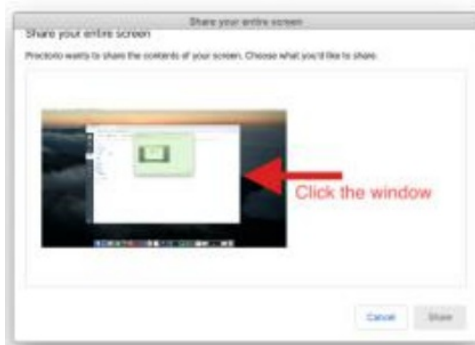 Share your entire screen
Share your entire screen
Proctorio wants to share the contents of your screen. Choose what you'd like to share.
Click the window
Cancel
Share